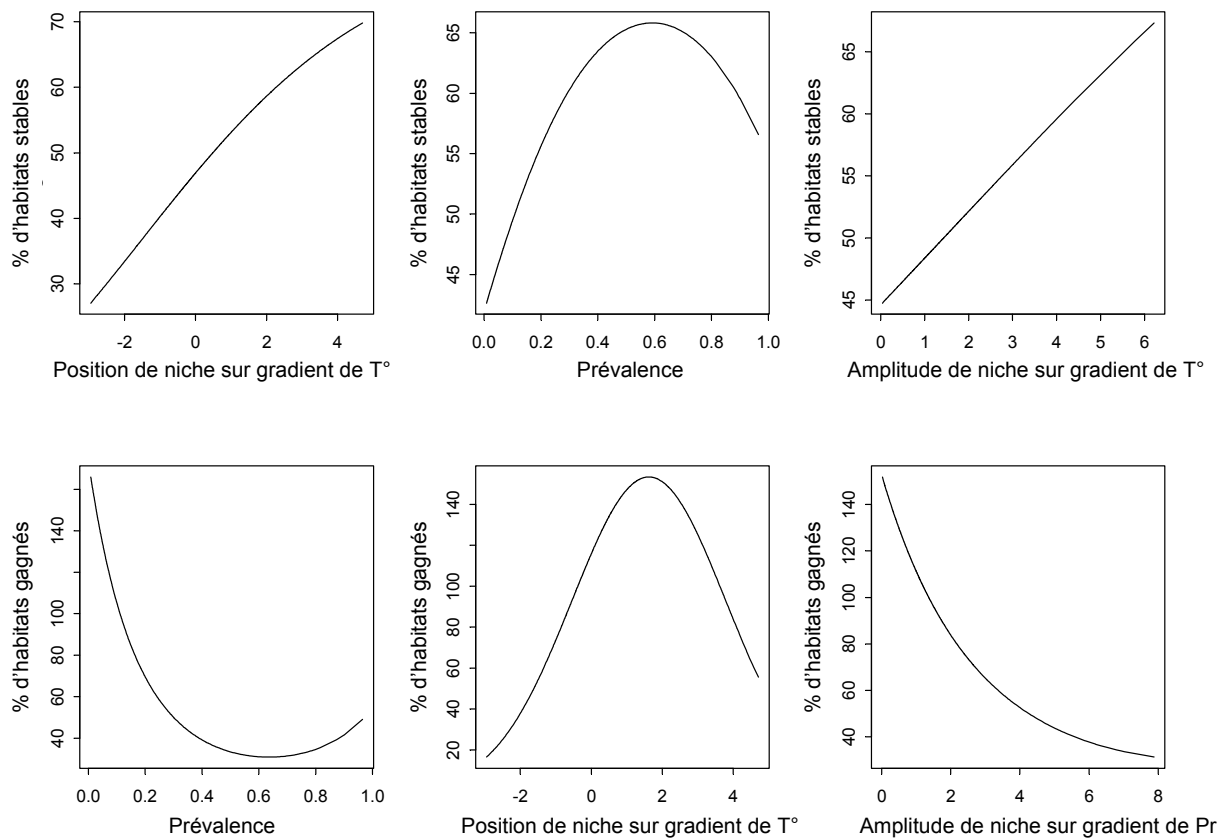 % d'habitats stables
70
60
50
40
30
-2 0 2 4
Position de niche sur gradient de T°
% d'habitats stables
65
60
55
50
45
0.0 0.2 0.4 0.6 0.8 1.0
Prévalence
% d'habitats stables
65
60
55
50
45
0 1 2 3 4 5 6
Amplitude de niche sur gradient de T°
% d'habitats gagnés
140
100
80
60
40
0.0 0.2 0.4 0.6 0.8 1.0
Prévalence
% d'habitats gagnés
140
100
80
60
40
20
-2 0 2 4
Position de niche sur gradient de T°
% d'habitats gagnés
140
120
100
80
60
40
0 2 4 6 8
Amplitude de niche sur gradient de Pr